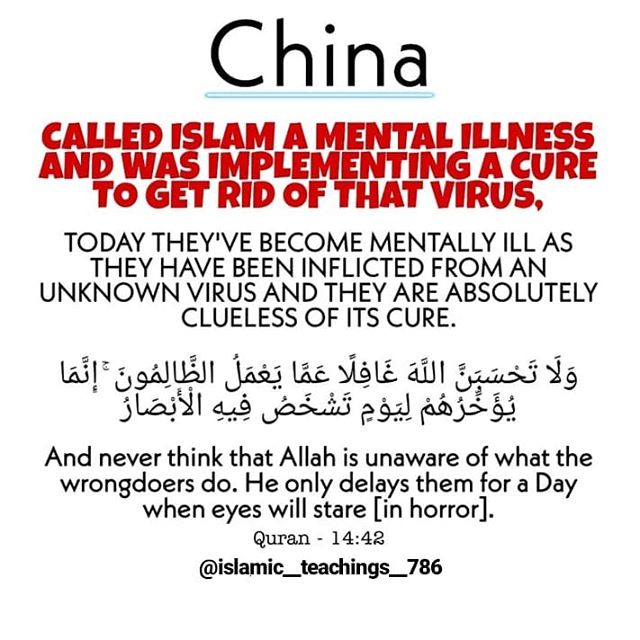 China
CALLED ISLAM A MENTAL ILLNESS
AND WAS IMPLEMENTING A CURE
TO GET RID OF THAT VIRUS,
TODAY THEY'VE BECOME MENTALLY ILL AS
THEY HAVE BEEN INFLICTED FROM AN
UNKNOWN VIRUS AND THEY ARE ABSOLUTELY
CLUELESS OF ITS CURE.
وَلَا تَحْسَبَنَّ اللَّهَ غَافِلًا عَمَّا يَعْمَلُ الظَّالِمُونَ ۚ إِنَّمَا
يُؤَخِّرُهُمْ لِيَوْمٍ تَشْخَصُ فِيهِ الْأَبْصَارُ
And never think that Allah is unaware of what the
wrongdoers do. He only delays them for a Day
when eyes will stare [in horror].
Quran - 14:42
@islamic__teachings__786